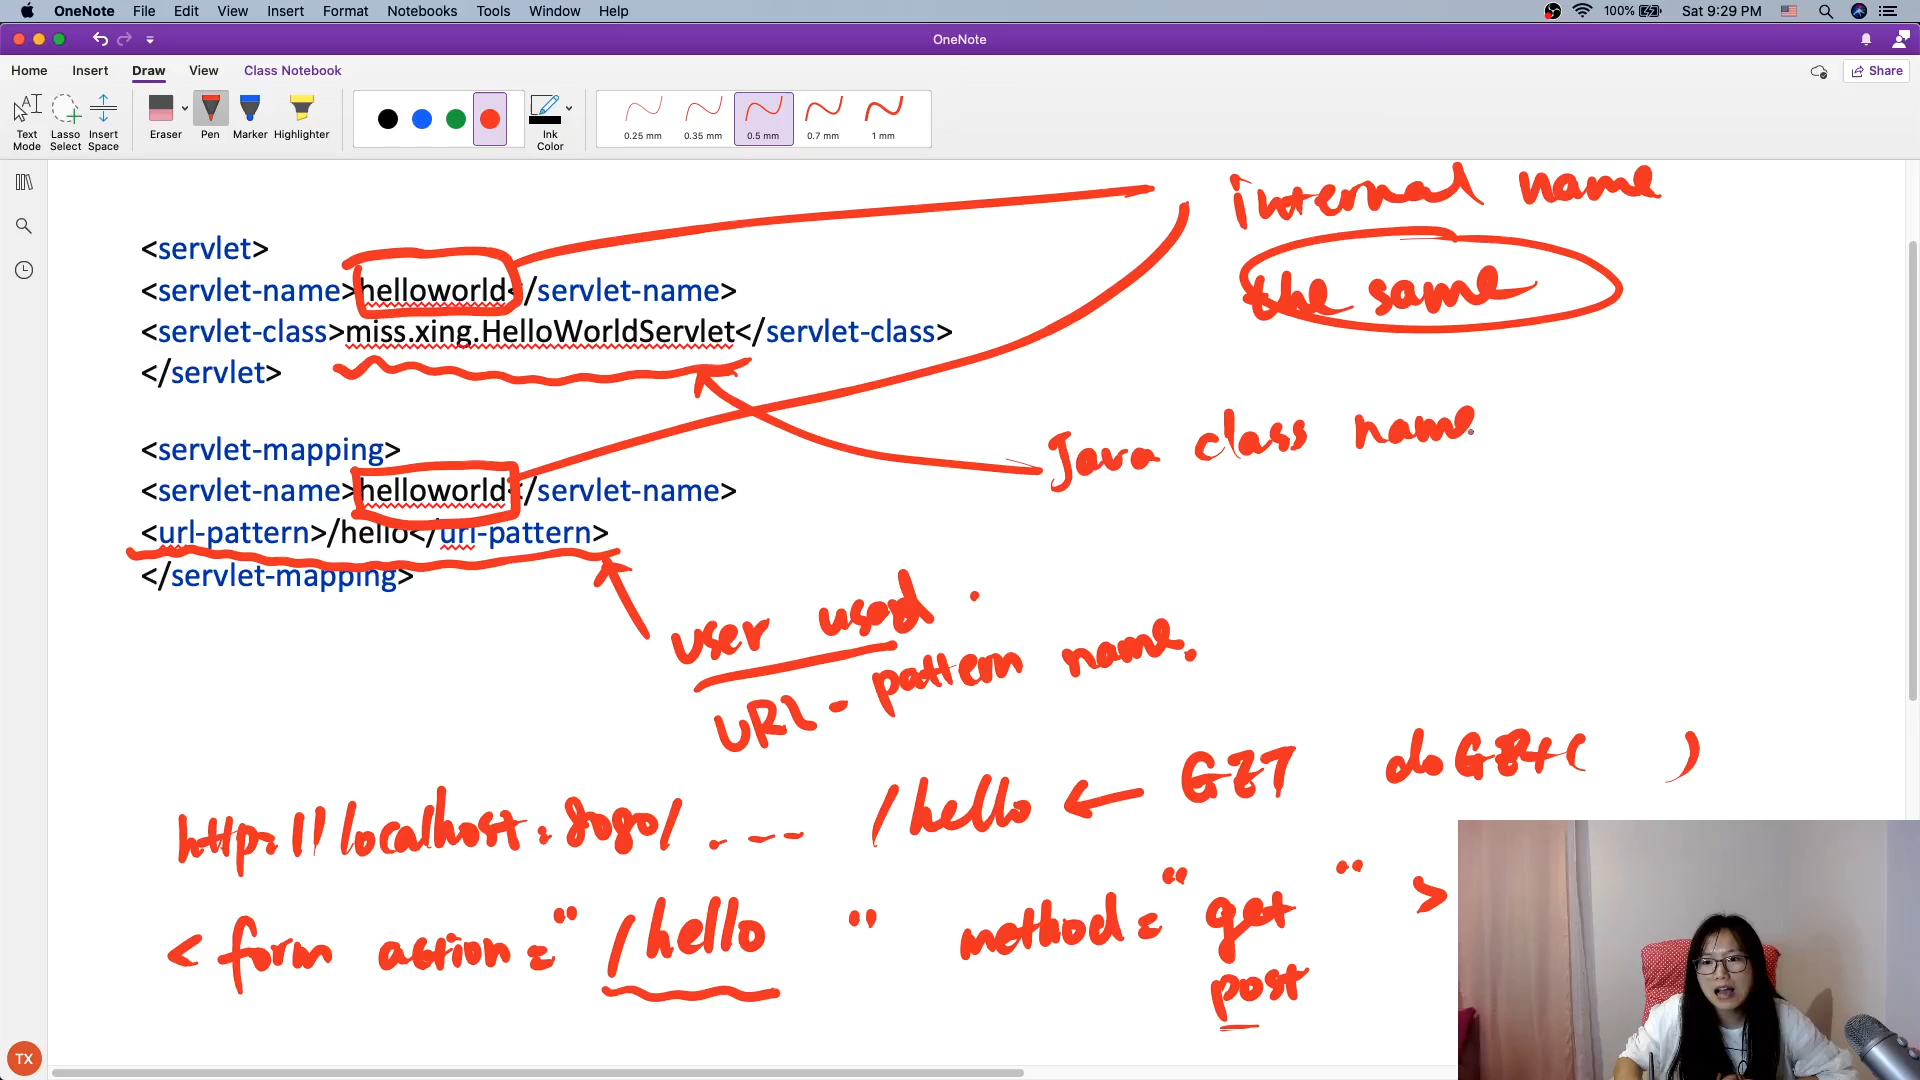 OneNote File Edit View Insert Format Notebooks Tools Window Help 100% Sat 9:29 PM
OneNote
Home Insert Draw View Class Notebook Share
Text Mode
Lasso Select
Insert Space
Eraser
Pen
Marker
Highlighter
Ink Color
0.25 mm 0.35 mm 0.5 mm 0.7 mm 1 mm
internal name
the same
<servlet>
<servlet-name>helloworld</servlet-name>
<servlet-class>miss.xing.HelloWorldServlet</servlet-class>
</servlet>
Java class name
<servlet-mapping>
<servlet-name>helloworld</servlet-name>
<url-pattern>/hello</url-pattern>
</servlet-mapping>
user used
URL - pattern name.
http://localhost:8080/ . --- /hello ← GET doGet( )
<form action="/hello" method="get">
post
TX